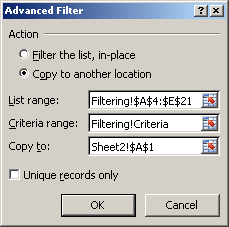 Advanced Filter
Action
Filter the list, in-place
Copy to another location
List range: Filtering!$A$4:$E$21
Criteria range: Filtering!Criteria
Copy to: Sheet2!$A$1
Unique records only
OK Cancel